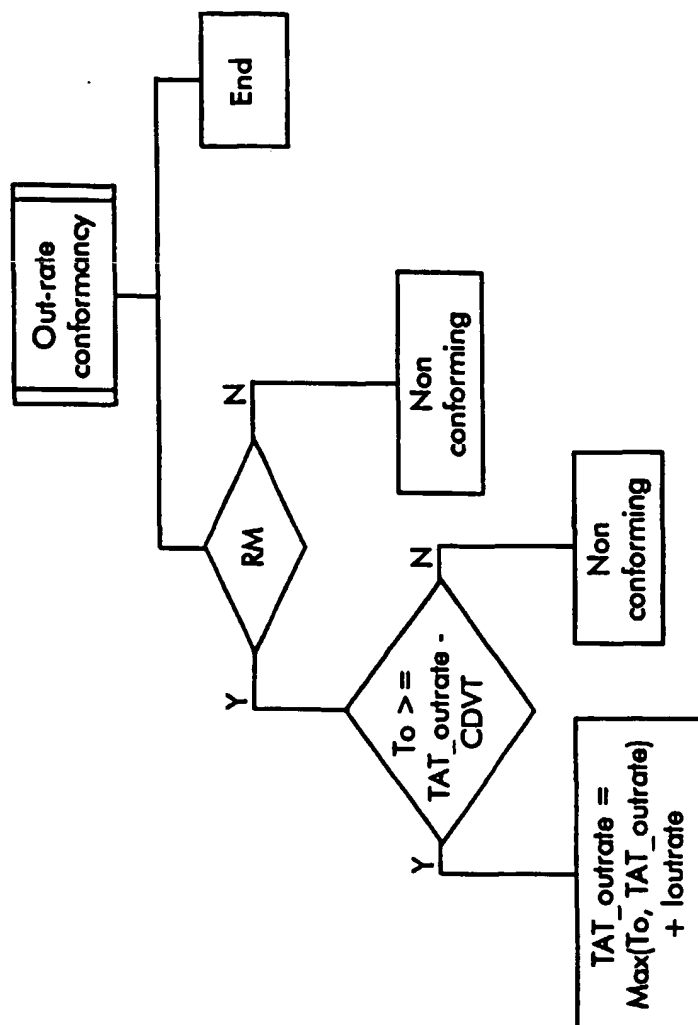 Out-rate
conformancy
End
RM
Y
N
Non
conforming
To >=
TAT_outrate -
CDVT
Y
N
Non
conforming
TAT_outrate =
Max(To, TAT_outrate)
+ Ioutrate